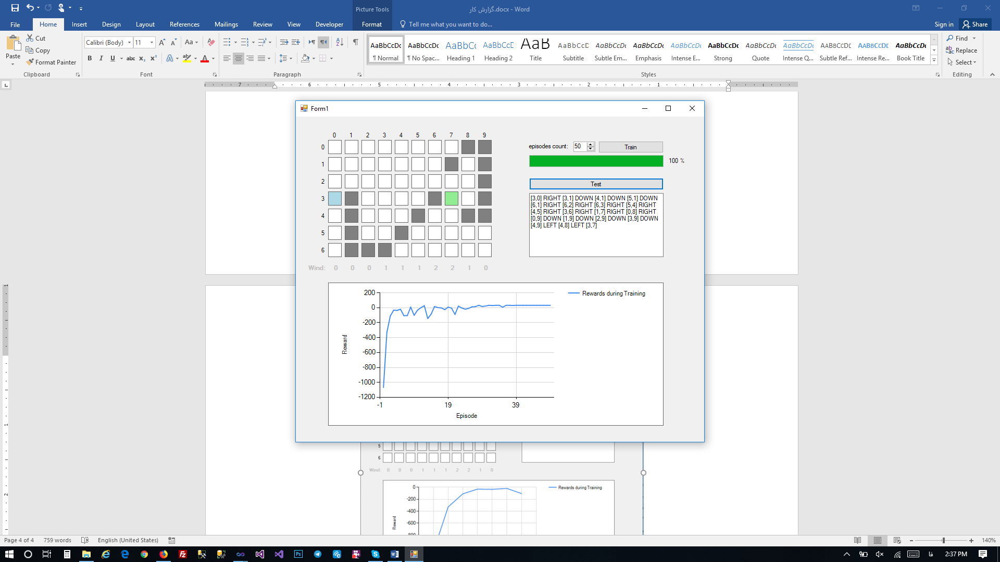 Picture Tools
گزارش کار.docx - Word
File Home Insert Design Layout References Mailings Review View Developer Format Tell me what you want to do... Sign in Share
Paste
Cut
Copy
Format Painter
Clipboard
Calibri (Body) 11
Font
Paragraph
AaBbCcDc AaBbCcDc AaBbC AaBbCcD AaB AaBbCcD AaBbCcDc AaBbCcDc AaBbCcDc AaBbCcDc AaBbCcDc AaBbCcDc AaBbCcDc AaBbCcDc AaBbCcDc
¶ Normal ¶ No Spac... Heading 1 Heading 2 Title Subtitle Subtle Em... Emphasis Intense E... Strong Quote Intense Q... Subtle Ref... Intense Re... Book Title
Styles
Find
Replace
Select
Editing
7 6 5 4 3 2 1
Form1
0 1 2 3 4 5 6 7 8 9
0
1
2
3
4
5
6
Wind: 0 0 0 1 1 1 2 2 1 0
episodes count: 50 Train
100 %
Test
[3,0] RIGHT [3,1] DOWN [4,1] DOWN [5,1] DOWN
[6,1] RIGHT [6,2] RIGHT [6,3] RIGHT [5,4] RIGHT
[4,5] RIGHT [3,6] RIGHT [1,7] RIGHT [0,8] RIGHT
[0,9] DOWN [1,9] DOWN [2,9] DOWN [3,9] DOWN
[4,9] LEFT [4,8] LEFT [3,7]
Rewards during Training
200
0
-200
-400
-600
-800
-1000
-1200
Reward
-1 19 39
Episode
5
6
Wind: 0 0 0 1 1 1 2 2 1 0
Rewards during Training
0
-200
-400
-600
-800
Reward
Page 4 of 4 759 words English (United States) 140%
فا 2:37 PM